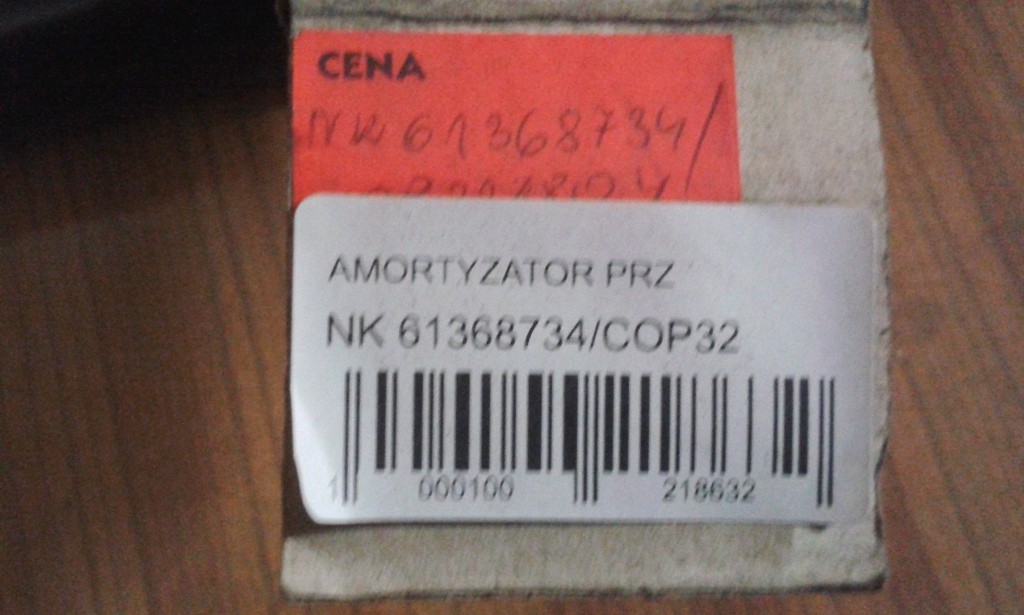 CENA
NK 61368734/
AMORTYZATOR PRZ
NK 61368734/COP32
1 000100 218632